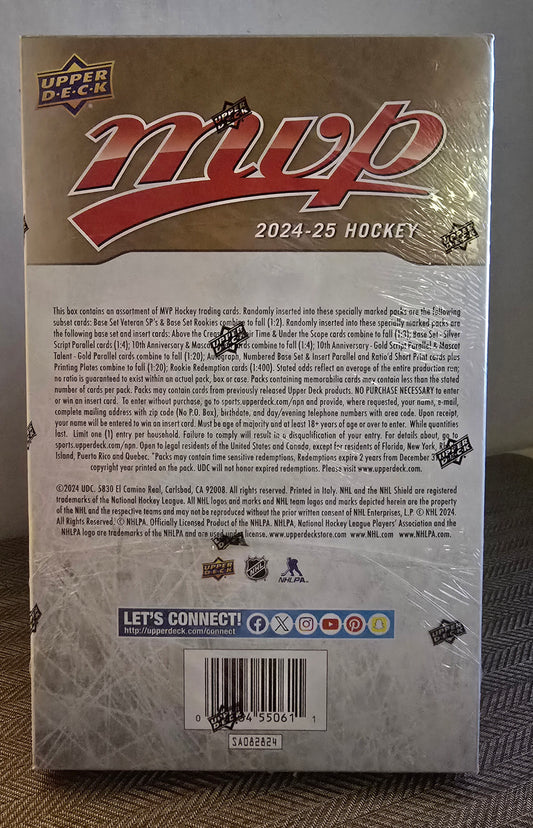 UPPER
D·E·C·K
mvp
2024-25 HOCKEY
This box contains an assortment of MVP Hockey trading cards. Randomly inserted into these specially marked packs are the following
subset cards: Base Set Veteran SP's & Base Set Rookies combine to fall (1:2). Randomly inserted into these specially marked packs are
the following base set and insert cards: Above the Crease, Your Time & Under the Scope cards combine to fall Base Set - Silver
Script Parallel cards (1:4); 10th Anniversary & Mascot cards (1:4); 10th Anniversary - Gold Script Parallel & Mascot
Talent - Gold Parallel cards combine to fall (1:20); Autograph, Numbered Base Set & Insert Parallel and Ratio'd Short Print cards plus
Printing Plates combine to fall (1:20); Rookie Redemption cards (1:400). Stated odds reflect an average of the entire production run;
no ratio is guaranteed to exist within an actual pack, box or case. Packs containing memorabilia cards may contain less than the stated
number of cards per pack. Packs may contain cards from previously released Upper Deck products. NO PURCHASE NECESSARY to enter
or win an insert card. To enter without purchase, go to sports.upperdeck.com/npn and provide, where requested, your name, e-mail,
complete mailing address with zip code (No P.O. Box), birthdate, and day/evening telephone numbers with area code. Upon receipt,
your name will be entered to win an insert card. Must be age of majority and at least 18+ years of age or over to enter. While quantities
last. Limit one (1) entry per household. Failure to comply will result in a disqualification of your entry. For details about, go to
sports.upperdeck.com/npn. Open to legal residents of the United States and Canada, except for residents of Florida, New York,
Island, Puerto Rico and Quebec. *Packs may contain time sensitive redemptions. Redemptions expire 2 years from December 31
copyright year printed on the pack. UDC will not honor expired redemptions. Please visit www.upperdeck.com.
©2024 UDC. 5830 El Camino Real, Carlsbad, CA 92008. All rights reserved. Printed in Italy. NHL and the NHL Shield are registered
trademarks of the National Hockey League. All NHL logos and marks and NHL team logos and marks depicted herein are the property
of the NHL and the respective teams and may not be reproduced without the prior written consent of NHL Enterprises, L.P. © NHL 2024.
All Rights Reserved. © NHLPA. Officially Licensed Product of the NHLPA. NHLPA, National Hockey League Players' Association and the
NHLPA logo are trademarks of the NHLPA and are used under license. www.upperdeckstore.com www.NHL.com www.NHLPA.com.
UPPER
DECK
NHL
NHLPA
LET'S CONNECT!
http://upperdeck.com/connect
0 55061 1
SA082824